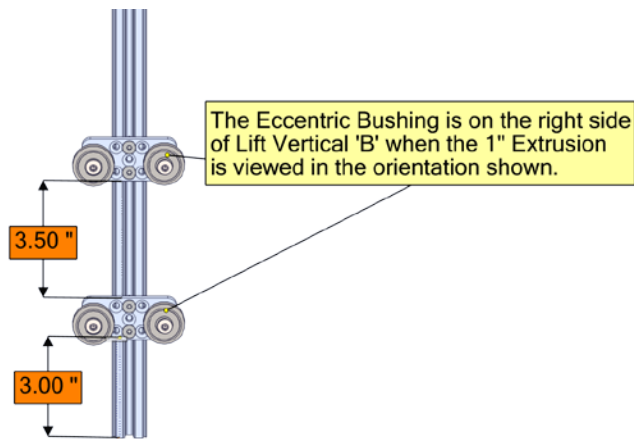 The Eccentric Bushing is on the right side
of Lift Vertical 'B' when the 1" Extrusion
is viewed in the orientation shown.
3.50 "
3.00 "